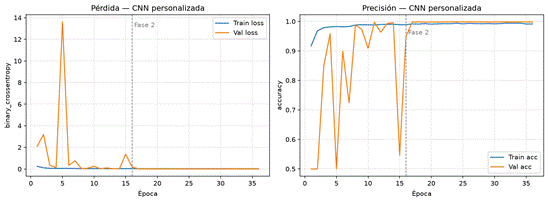 Pérdida — CNN personalizada
14
12
10
8
6
4
2
0
binary_crossentropy
Train loss
Val loss
Fase 2
1
5
10
15
20
25
30
35
Época
Precisión — CNN personalizada
1.0
0.9
0.8
0.7
0.6
0.5
accuracy
Fase 2
Train acc
Val acc
1
5
10
15
20
25
30
35
Época